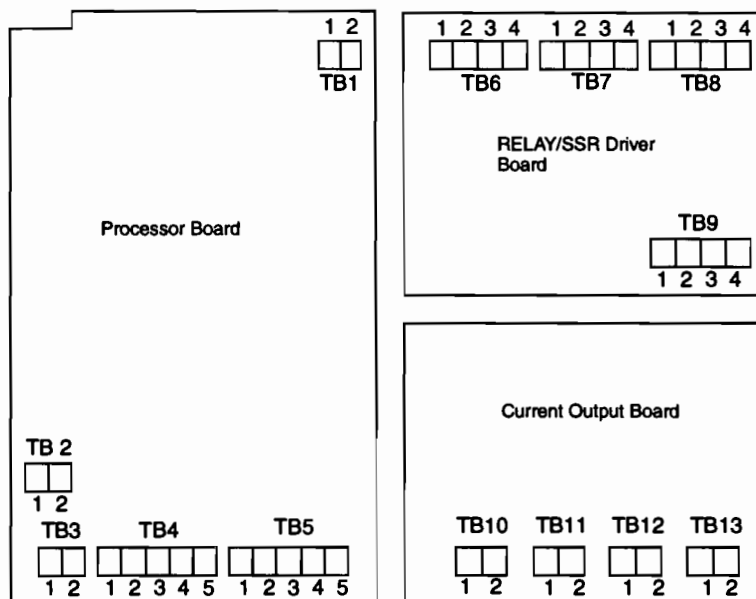 1 2
TB1
Processor Board
TB 2
1 2
TB3 TB4 TB5
1 2 1 2 3 4 5 1 2 3 4 5
1 2 3 4 1 2 3 4 1 2 3 4
TB6 TB7 TB8
RELAY/SSR Driver
Board
TB9
1 2 3 4
Current Output Board
TB10 TB11 TB12 TB13
1 2 1 2 1 2 1 2